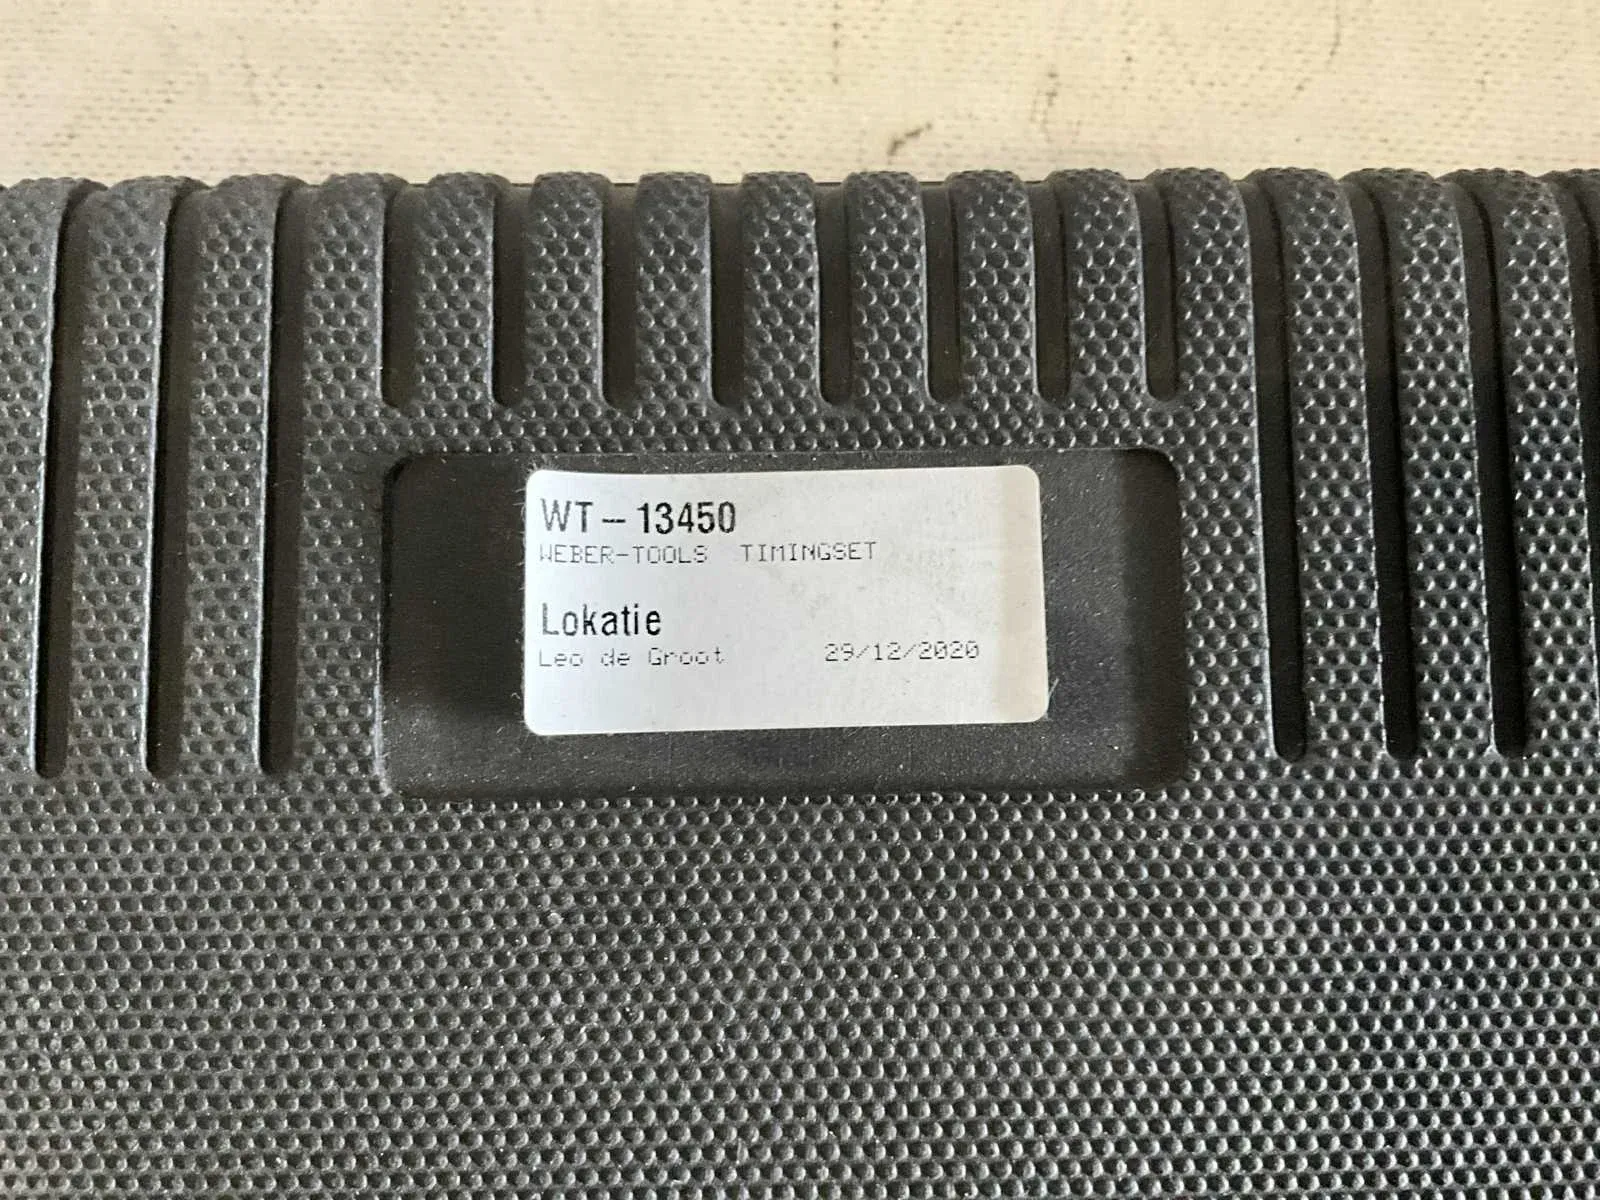 WT-13450
WEBER-TOOLS TIMINGSET
Lokatie
Leo de Groot 29/12/2020